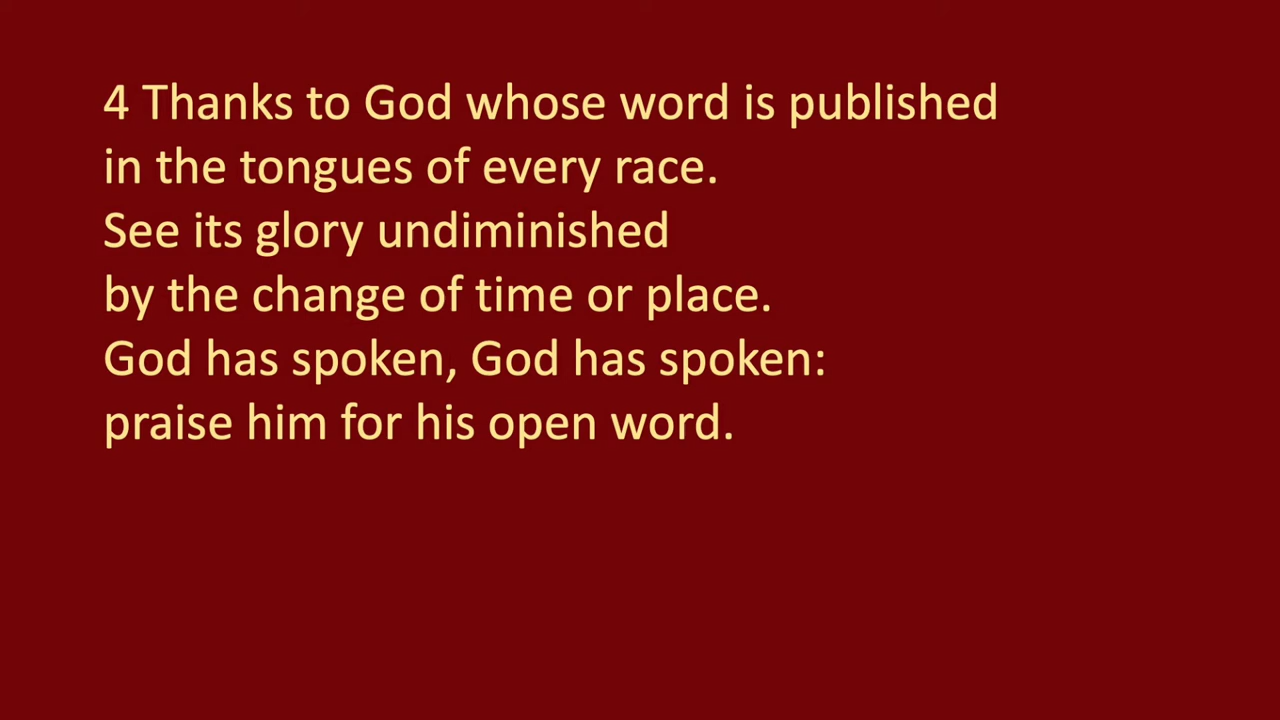 4 Thanks to God whose word is published
in the tongues of every race.
See its glory undiminished
by the change of time or place.
God has spoken, God has spoken:
praise him for his open word.